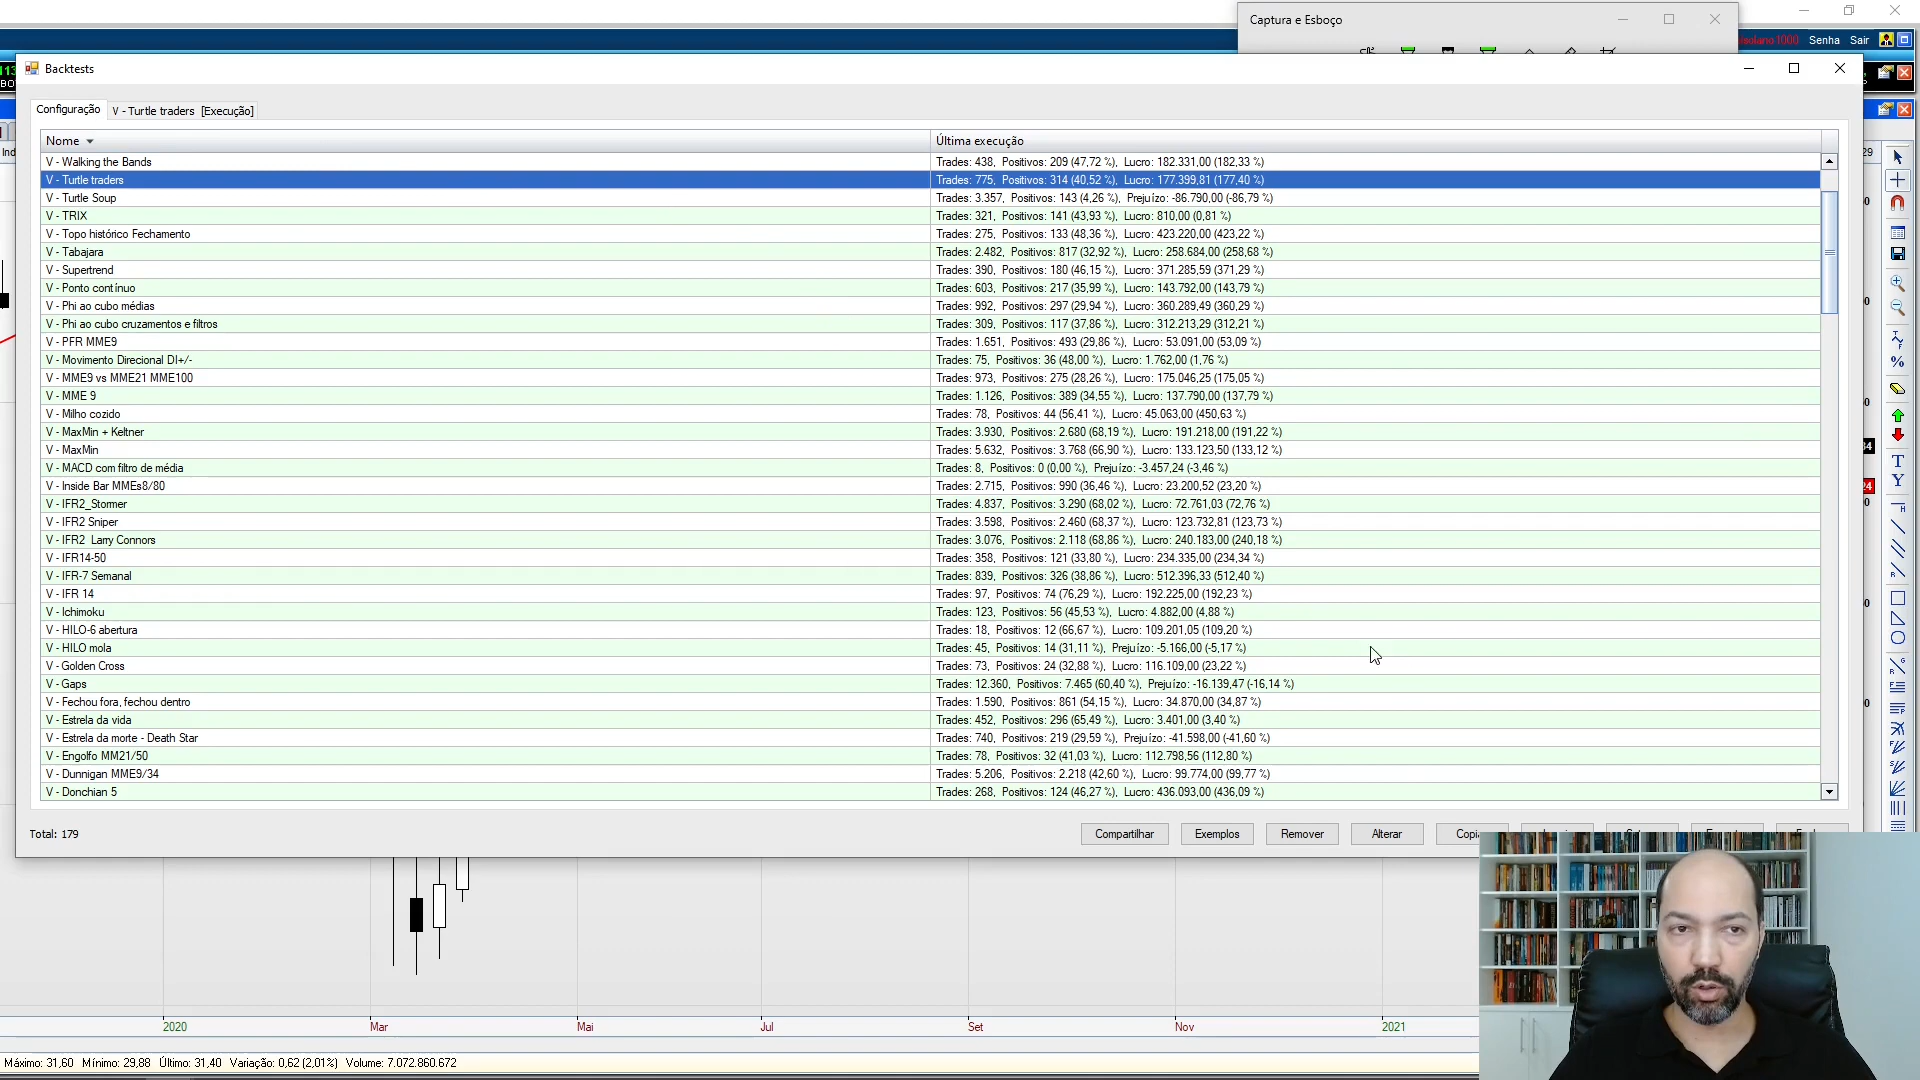 Captura e Esboço
Senha Sair
Backtests
Configuração V - Turtle traders [Execução]
Nome Última execução
V - Walking the Bands Trades: 438, Positivos: 209 (47,72 %), Lucro: 182.331,00 (182,33 %)
V - Turtle traders Trades: 775, Positivos: 314 (40,52 %), Lucro: 177.399,81 (177,40 %)
V - Turtle Soup Trades: 3.357, Positivos: 143 (4,26 %), Prejuízo: -86.790,00 (-86,79 %)
V - TRIX Trades: 321, Positivos: 141 (43,93 %), Lucro: 810,00 (0,81 %)
V - Topo histórico Fechamento Trades: 275, Positivos: 133 (48,36 %), Lucro: 423.220,00 (423,22 %)
V - Tabajara Trades: 2.482, Positivos: 817 (32,92 %), Lucro: 258.684,00 (258,68 %)
V - Supertrend Trades: 390, Positivos: 180 (46,15 %), Lucro: 371.285,59 (371,29 %)
V - Ponto contínuo Trades: 603, Positivos: 217 (35,99 %), Lucro: 143.792,00 (143,79 %)
V - Phi ao cubo médias Trades: 992, Positivos: 297 (29,94 %), Lucro: 360.289,49 (360,29 %)
V - Phi ao cubo cruzamentos e filtros Trades: 309, Positivos: 117 (37,86 %), Lucro: 312.213,29 (312,21 %)
V - PFR MME9 Trades: 1.651, Positivos: 493 (29,86 %), Lucro: 53.091,00 (53,09 %)
V - Movimento Direcional DI+/- Trades: 75, Positivos: 36 (48,00 %), Lucro: 1.762,00 (1,76 %)
V - MME9 vs MME21 MME100 Trades: 973, Positivos: 275 (28,26 %), Lucro: 175.046,25 (175,05 %)
V - MME 9 Trades: 1.126, Positivos: 389 (34,55 %), Lucro: 137.790,00 (137,79 %)
V - Milho cozido Trades: 78, Positivos: 44 (56,41 %), Lucro: 45.063,00 (450,63 %)
V - MaxMin + Keltner Trades: 3.930, Positivos: 2.680 (68,19 %), Lucro: 191.218,00 (191,22 %)
V - MaxMin Trades: 5.632, Positivos: 3.768 (66,90 %), Lucro: 133.123,50 (133,12 %)
V - MACD com filtro de média Trades: 8, Positivos: 0 (0,00 %), Prejuízo: -3.457,24 (-3,46 %)
V - Inside Bar MMEs8/80 Trades: 2.715, Positivos: 990 (36,46 %), Lucro: 23.200,52 (23,20 %)
V - IFR2_Stormer Trades: 4.837, Positivos: 3.290 (68,02 %), Lucro: 72.761,03 (72,76 %)
V - IFR2 Sniper Trades: 3.598, Positivos: 2.460 (68,37 %), Lucro: 123.732,81 (123,73 %)
V - IFR2 Larry Connors Trades: 3.076, Positivos: 2.118 (68,86 %), Lucro: 240.183,00 (240,18 %)
V - IFR14-50 Trades: 358, Positivos: 121 (33,80 %), Lucro: 234.335,00 (234,34 %)
V - IFR-7 Semanal Trades: 839, Positivos: 326 (38,86 %), Lucro: 512.396,33 (512,40 %)
V - IFR 14 Trades: 97, Positivos: 74 (76,29 %), Lucro: 192.225,00 (192,23 %)
V - Ichimoku Trades: 123, Positivos: 56 (45,53 %), Lucro: 4.882,00 (4,88 %)
V - HILO-6 abertura Trades: 18, Positivos: 12 (66,67 %), Lucro: 109.201,05 (109,20 %)
V - HILO mola Trades: 45, Positivos: 14 (31,11 %), Prejuízo: -5.166,00 (-5,17 %)
V - Golden Cross Trades: 73, Positivos: 24 (32,88 %), Lucro: 116.109,00 (23,22 %)
V - Gaps Trades: 12.360, Positivos: 7.465 (60,40 %), Prejuízo: -16.139,47 (-16,14 %)
V - Fechou fora, fechou dentro Trades: 1.590, Positivos: 861 (54,15 %), Lucro: 34.870,00 (34,87 %)
V - Estrela da vida Trades: 452, Positivos: 296 (65,49 %), Lucro: 3.401,00 (3,40 %)
V - Estrela da morte - Death Star Trades: 740, Positivos: 219 (29,59 %), Prejuízo: -41.598,00 (-41,60 %)
V - Engolfo MM21/50 Trades: 78, Positivos: 32 (41,03 %), Lucro: 112.798,56 (112,80 %)
V - Dunnigan MME9/34 Trades: 5.206, Positivos: 2.218 (42,60 %), Lucro: 99.774,00 (99,77 %)
V - Donchian 5 Trades: 268, Positivos: 124 (46,27 %), Lucro: 436.093,00 (436,09 %)
Total: 179 Compartilhar Exemplos Remover Alterar
2020 Mar Mai Jul Set Nov 2021
Máximo: 31,60 Mínimo: 29,88 Último: 31,40 Variação: 0,62 (2,01%) Volume: 7.072.860.672